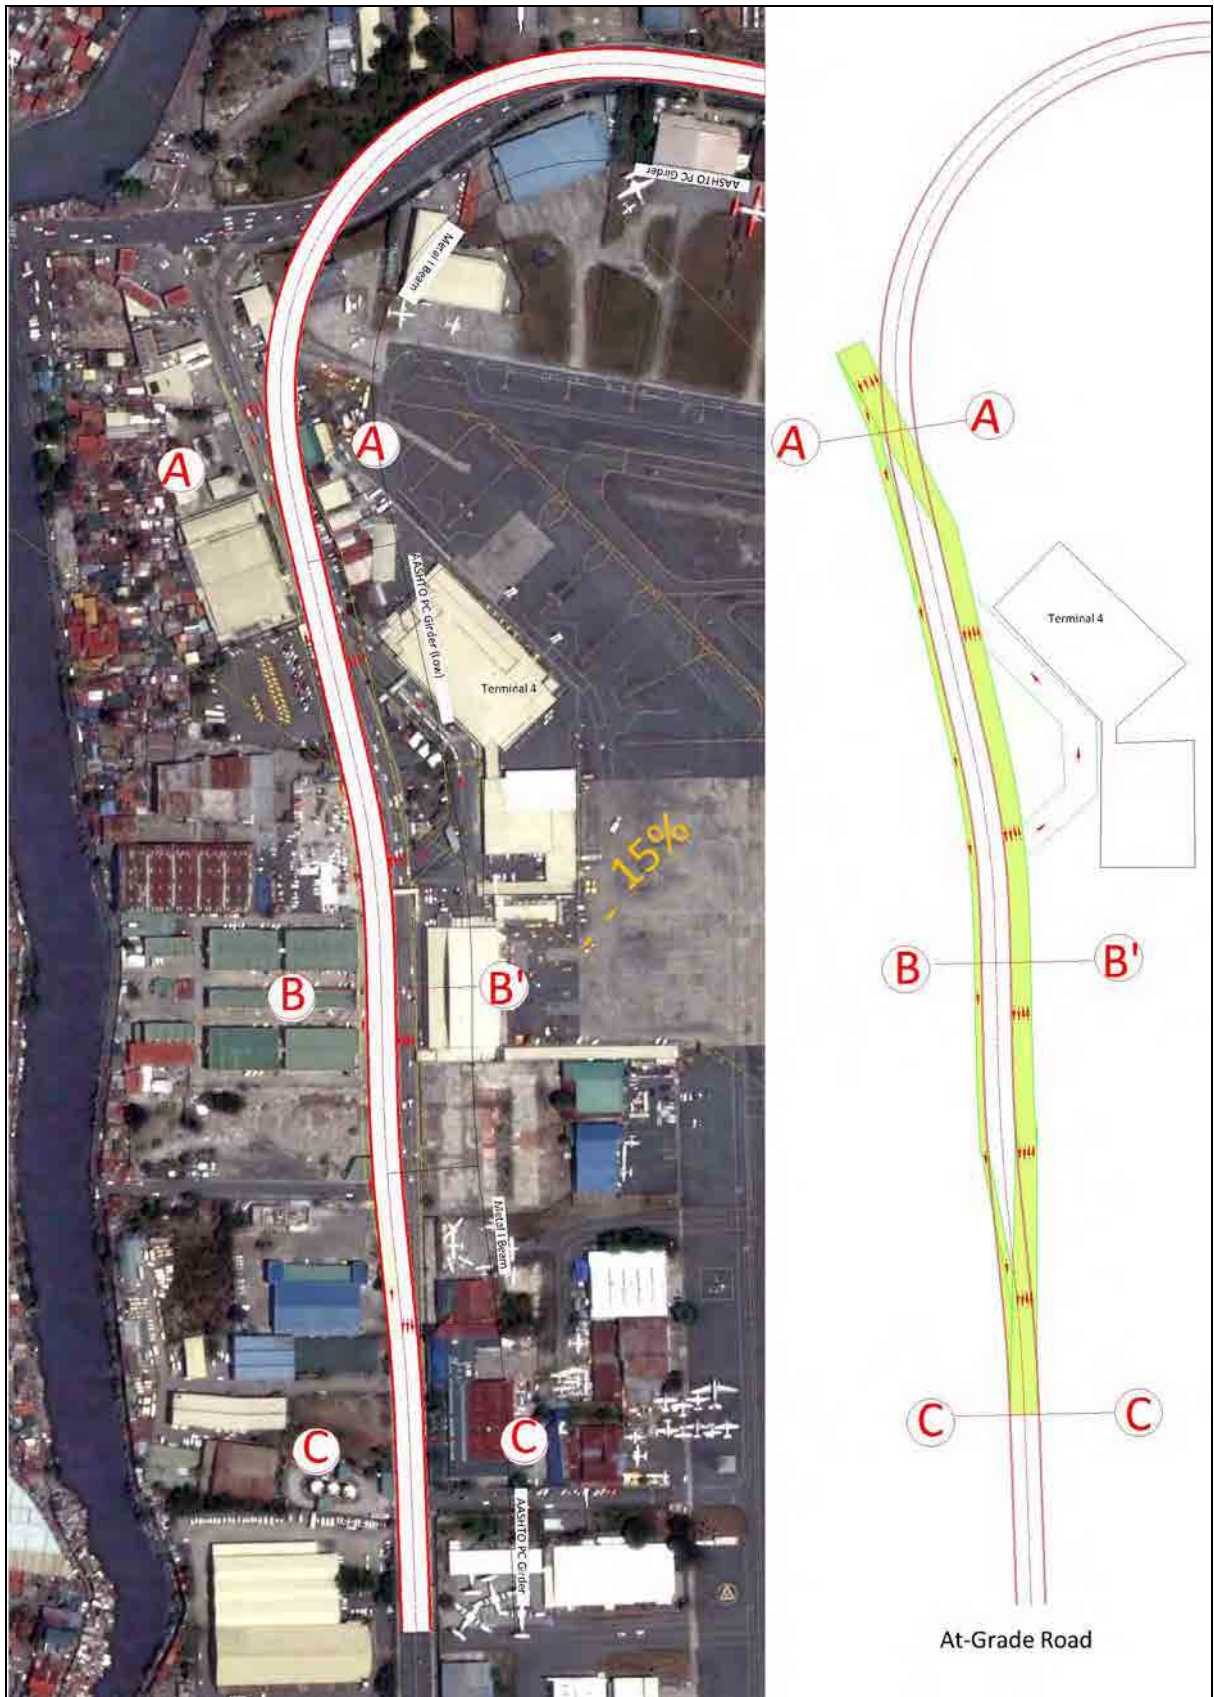 AASHTO PC Girder
Metal I Beam
A
A
A
A
AASHTO PC Girder (Low)
Terminal 4
Terminal 4
15%
B
B'
B
B'
Metal I Beam
C
C
C
C
AASHTO PC Girder
At-Grade Road